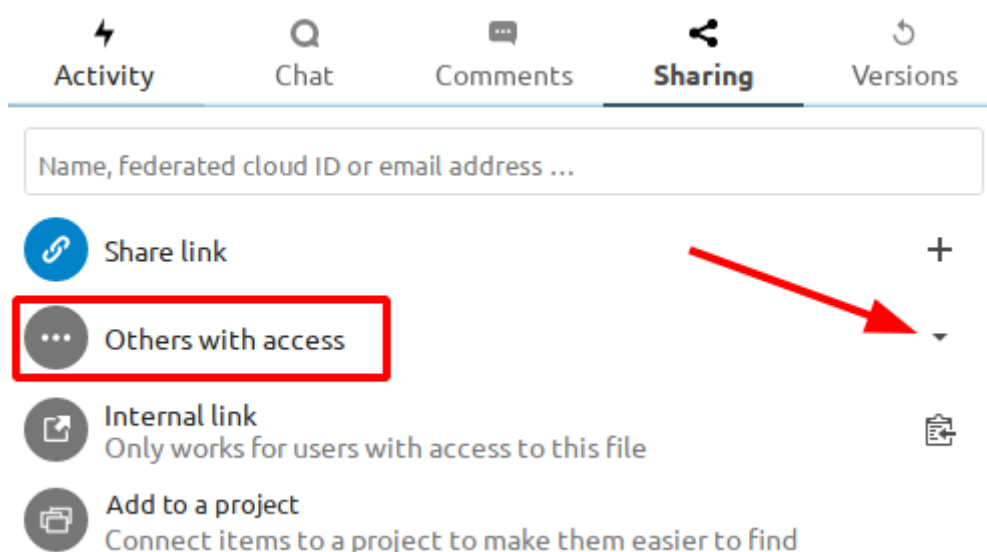 Activity Chat Comments Sharing Versions
Name, federated cloud ID or email address ...
Share link
Others with access
Internal link
Only works for users with access to this file
Add to a project
Connect items to a project to make them easier to find